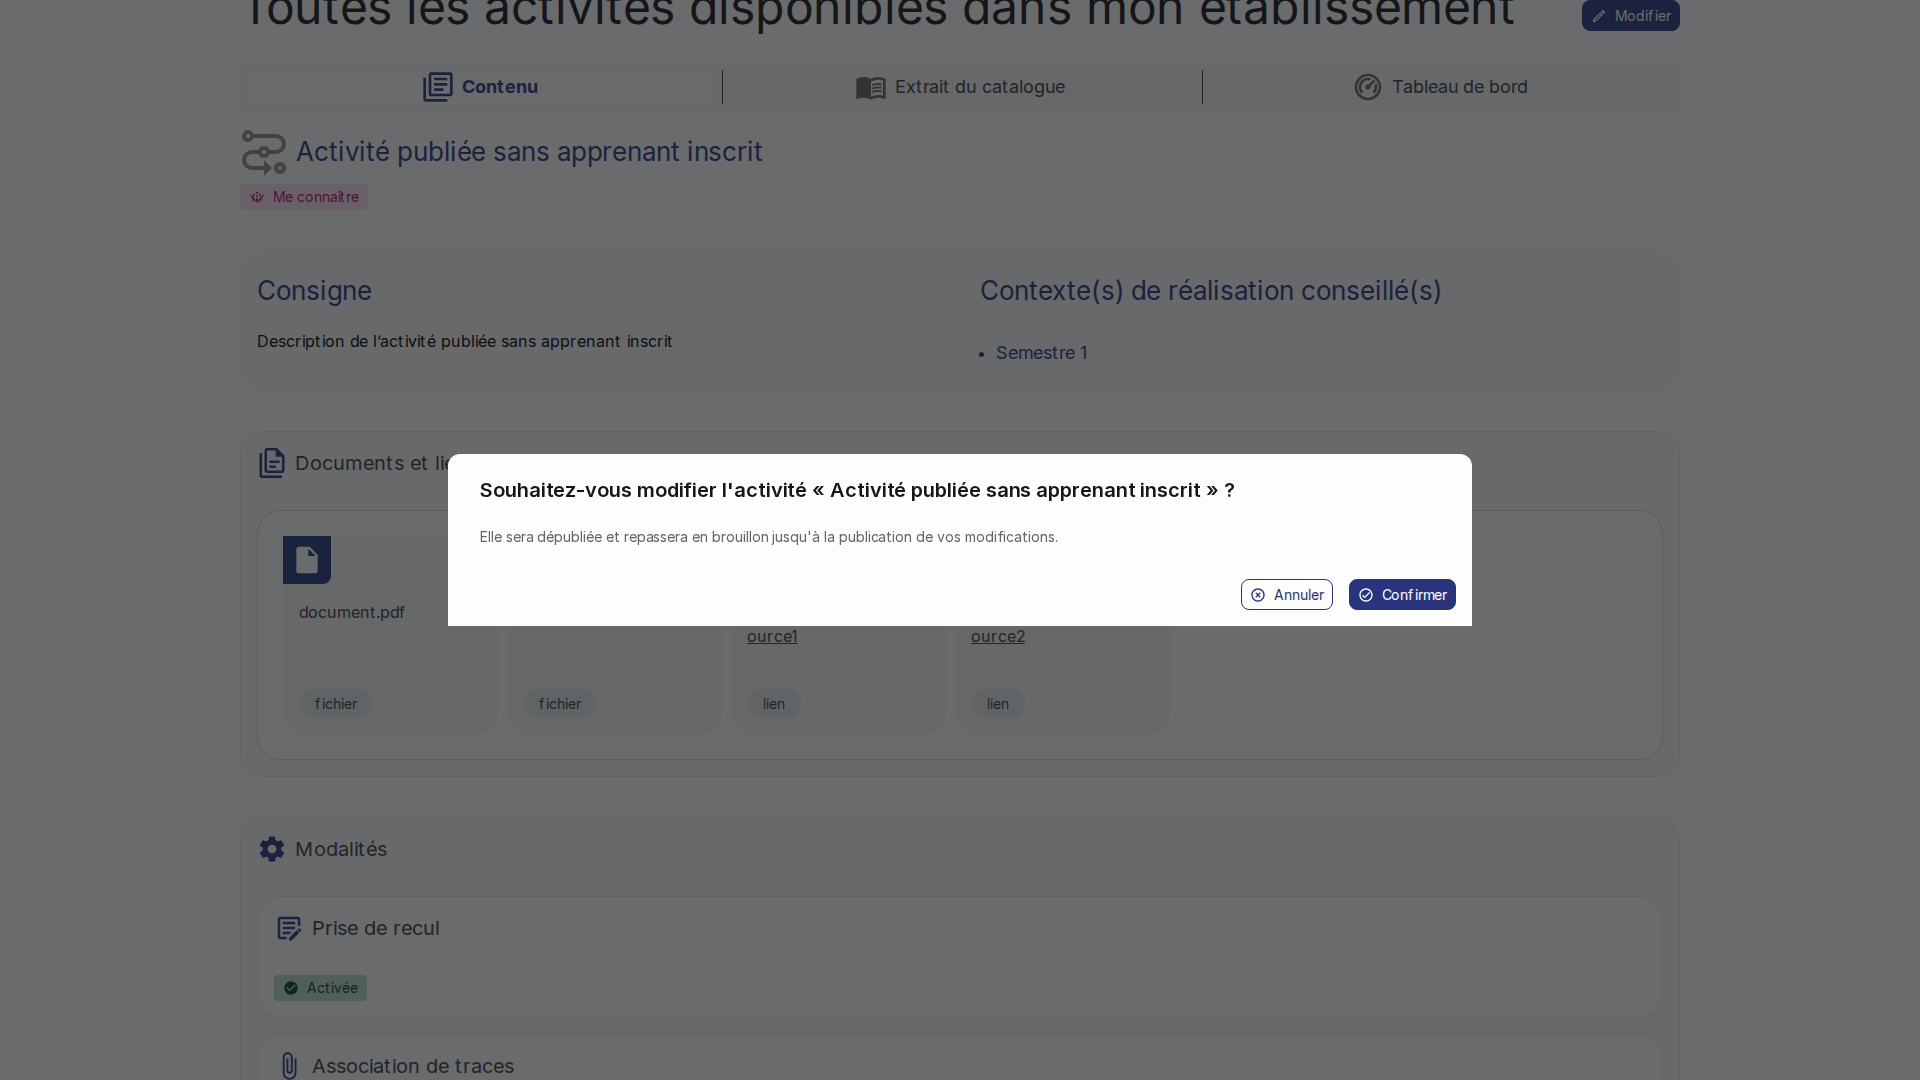 Toutes les activités disponibles dans mon établissement
Modifier
Contenu
Extrait du catalogue
Tableau de bord
Activité publiée sans apprenant inscrit
Me connaître
Consigne
Contexte(s) de réalisation conseillé(s)
Description de l'activité publiée sans apprenant inscrit
Semestre 1
Documents et
Souhaitez-vous modifier l'activité « Activité publiée sans apprenant inscrit » ?
Elle sera dépubliée et repassera en brouillon jusqu'à la publication de vos modifications.
Annuler
Confirmer
document.pdf
ource1
ource2
fichier
fichier
lien
lien
Modalités
Prise de recul
Activée
Association de traces